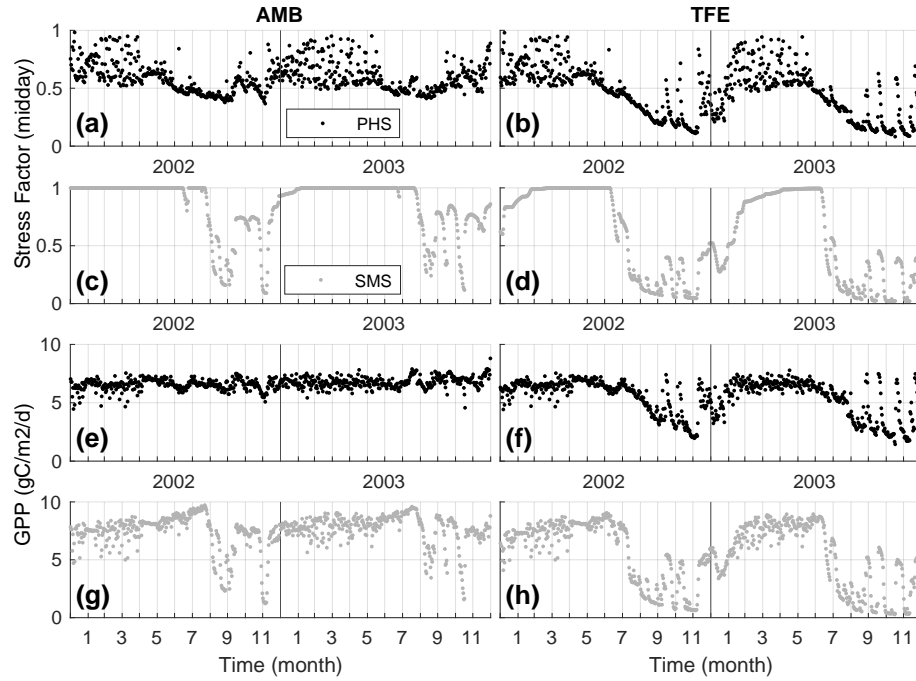 AMB TFE
Stress Factor (midday)
1
0.5
0
(a)
PHS
(b)
2002 2003 2002 2003
1
0.5
0
(c)
SMS
(d)
2002 2003 2002 2003
GPP (gC/m2/d)
10
5
0
(e)
(f)
2002 2003 2002 2003
10
5
0
(g)
(h)
1 3 5 7 9 11 1 3 5 7 9 11 1 3 5 7 9 11 1 3 5 7 9 11
Time (month) Time (month)